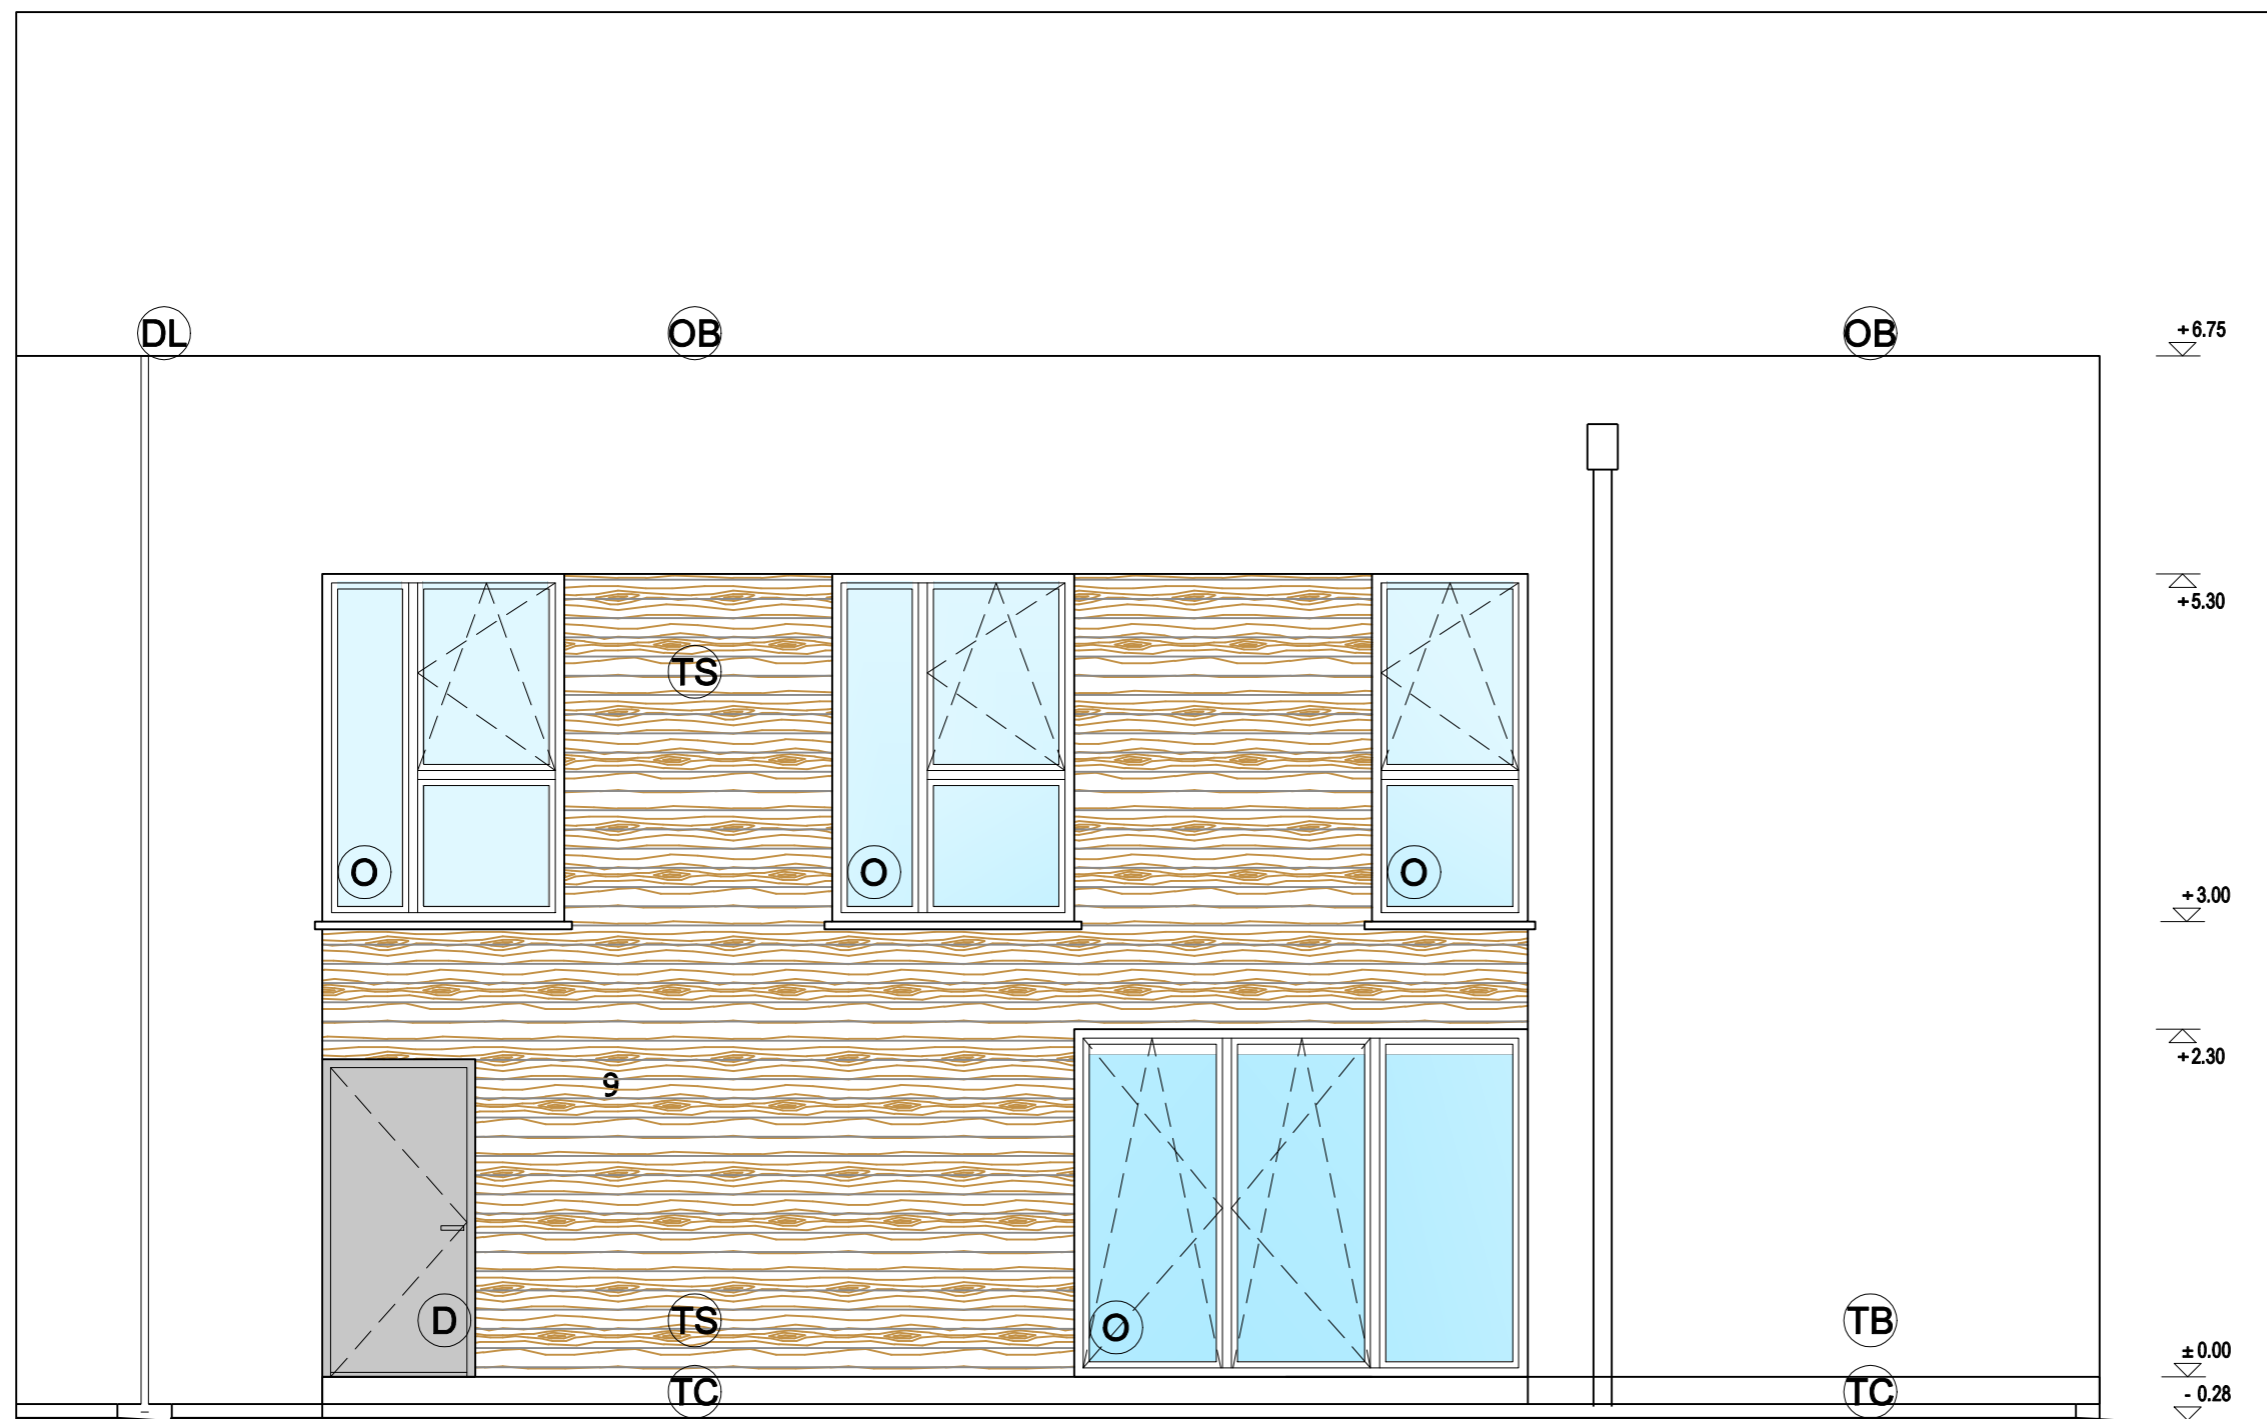 DL
OB
OB
+6.75
+5.30
TS
O
O
O
+3.00
+2.30
9
D
TS
O
TB
±0.00
TC
TC
- 0.28